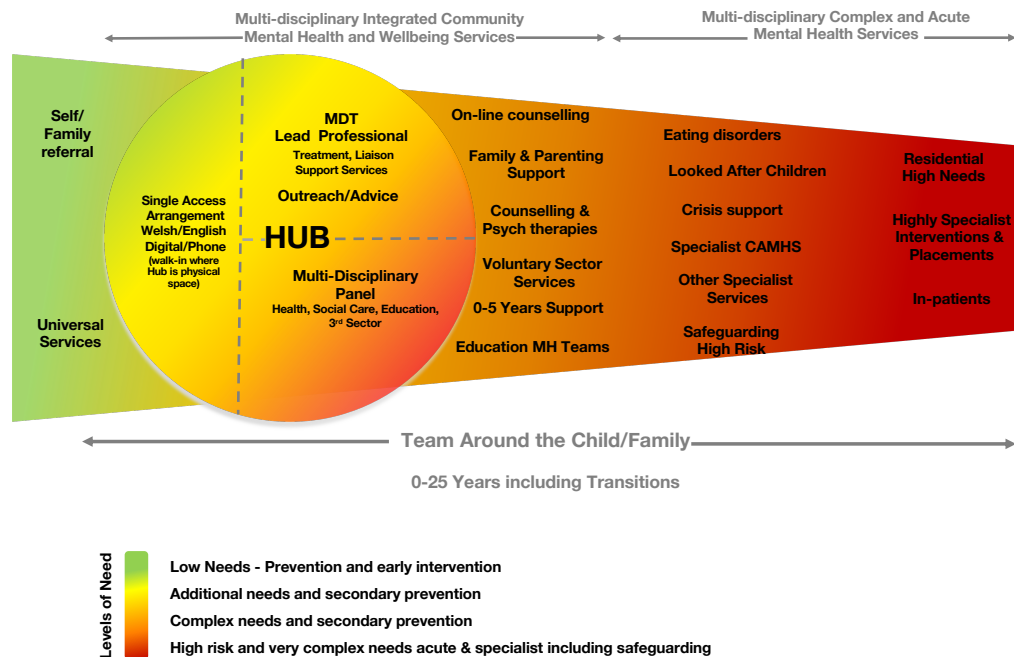 Multi-disciplinary Integrated Community
Mental Health and Wellbeing Services
Multi-disciplinary Complex and Acute
Mental Health Services
Self/
Family
referral
Universal
Services
Single Access
Arrangement
Welsh/English
Digital/Phone
(walk-in where
Hub is physical
space)
MDT
Lead Professional
Treatment, Liaison
Support Services
Outreach/Advice
HUB
Multi-Disciplinary
Panel
Health, Social Care, Education,
3rd Sector
On-line counselling
Family & Parenting
Support
Counselling &
Psych therapies
Voluntary Sector
Services
0-5 Years Support
Education MH Teams
Eating disorders
Looked After Children
Crisis support
Specialist CAMHS
Other Specialist
Services
Safeguarding
High Risk
Residential
High Needs
Highly Specialist
Interventions &
Placements
In-patients
Team Around the Child/Family
0-25 Years including Transitions
Levels of Need
Low Needs - Prevention and early intervention
Additional needs and secondary prevention
Complex needs and secondary prevention
High risk and very complex needs acute & specialist including safeguarding